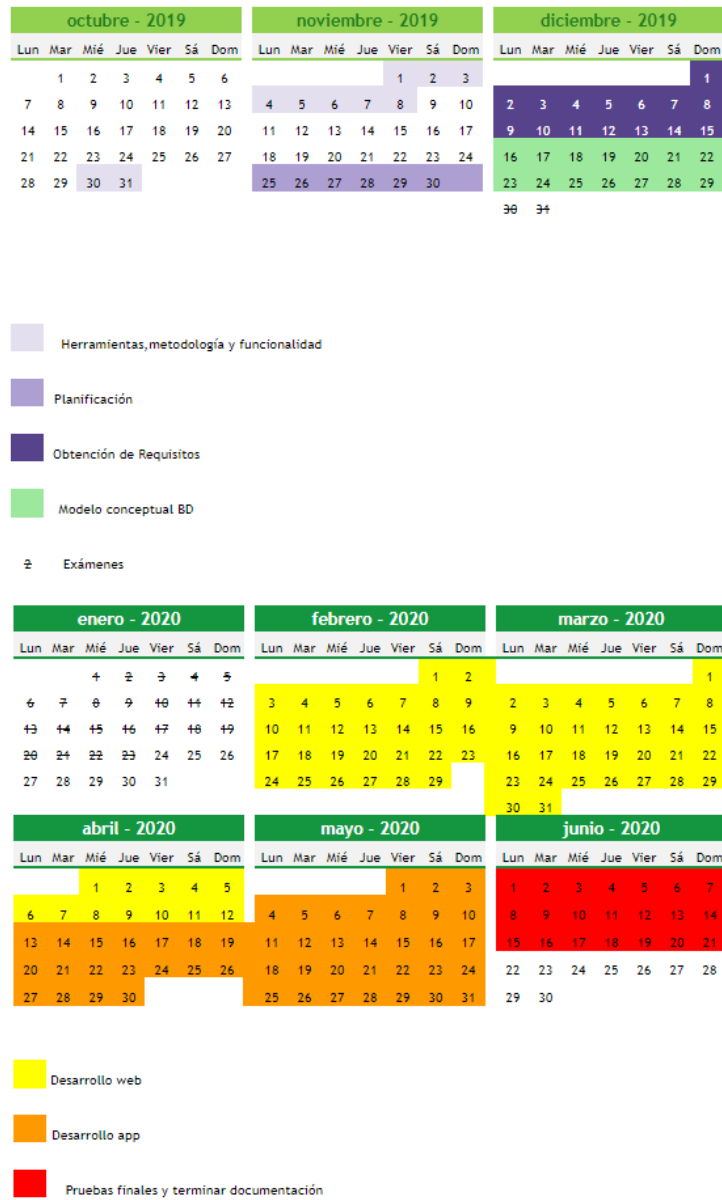 octubre - 2019 noviembre - 2019 diciembre - 2019
Lun Mar Mié Jue Vier Sá Dom Lun Mar Mié Jue Vier Sá Dom Lun Mar Mié Jue Vier Sá Dom
1 2 3 4 5 6 1 2 3 1
7 8 9 10 11 12 13 4 5 6 7 8 9 10 2 3 4 5 6 7 8
14 15 16 17 18 19 20 11 12 13 14 15 16 17 9 10 11 12 13 14 15
21 22 23 24 25 26 27 18 19 20 21 22 23 24 16 17 18 19 20 21 22
28 29 30 31 25 26 27 28 29 30 23 24 25 26 27 28 29
30 31
Herramientas,metodología y funcionalidad
Planificación
Obtención de Requisitos
Modelo conceptual BD
2 Exámenes
enero - 2020 febrero - 2020 marzo - 2020
Lun Mar Mié Jue Vier Sá Dom Lun Mar Mié Jue Vier Sá Dom Lun Mar Mié Jue Vier Sá Dom
1 2 3 4 5 1 2 1
6 7 8 9 10 11 12 3 4 5 6 7 8 9 2 3 4 5 6 7 8
13 14 15 16 17 18 19 10 11 12 13 14 15 16 9 10 11 12 13 14 15
20 21 22 23 24 25 26 17 18 19 20 21 22 23 16 17 18 19 20 21 22
27 28 29 30 31 24 25 26 27 28 29 23 24 25 26 27 28 29
30 31
abril - 2020 mayo - 2020 junio - 2020
Lun Mar Mié Jue Vier Sá Dom Lun Mar Mié Jue Vier Sá Dom Lun Mar Mié Jue Vier Sá Dom
1 2 3 4 5 1 2 3 1 2 3 4 5 6 7
6 7 8 9 10 11 12 4 5 6 7 8 9 10 8 9 10 11 12 13 14
13 14 15 16 17 18 19 11 12 13 14 15 16 17 15 16 17 18 19 20 21
20 21 22 23 24 25 26 18 19 20 21 22 23 24 22 23 24 25 26 27 28
27 28 29 30 25 26 27 28 29 30 31 29 30
Desarrollo web
Desarrollo app
Pruebas finales y terminar documentación